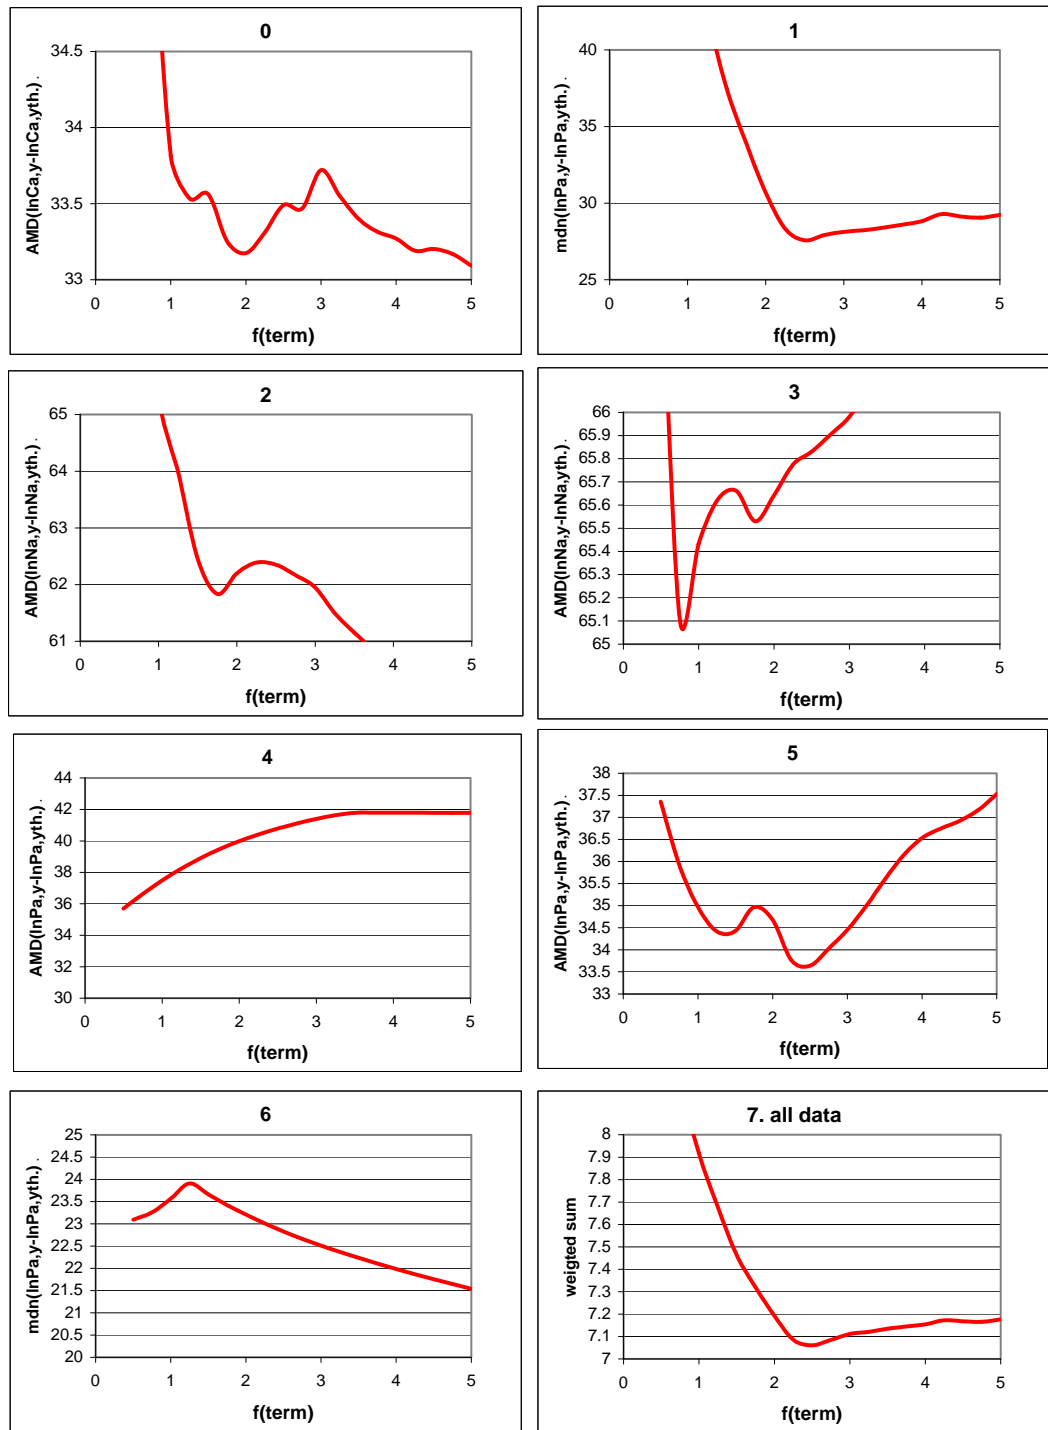 0
AMD(lnCa,y-lnCa,yth.) .
34.5
34
33.5
33
0 1 2 3 4 5
f(term)
1
mdn(lnPa,y-lnPa,yth.) .
40
35
30
25
0 1 2 3 4 5
f(term)
2
AMD(lnNa,y-lnNa,yth.) .
65
64
63
62
61
0 1 2 3 4 5
f(term)
3
AMD(lnNa,y-lnNa,yth.) .
66
65.9
65.8
65.7
65.6
65.5
65.4
65.3
65.2
65.1
65
0 1 2 3 4 5
f(term)
4
AMD(lnPa,y-lnPa,yth.) .
44
42
40
38
36
34
32
30
0 1 2 3 4 5
f(term)
5
AMD(lnPa,y-lnPa,yth.) .
38
37.5
37
36.5
36
35.5
35
34.5
34
33.5
33
0 1 2 3 4 5
f(term)
6
mdn(lnPa,y-lnPa,yth.) .
25
24.5
24
23.5
23
22.5
22
21.5
21
20.5
20
0 1 2 3 4 5
f(term)
7. all data
weigted sum
8
7.9
7.8
7.7
7.6
7.5
7.4
7.3
7.2
7.1
7
0 1 2 3 4 5
f(term)